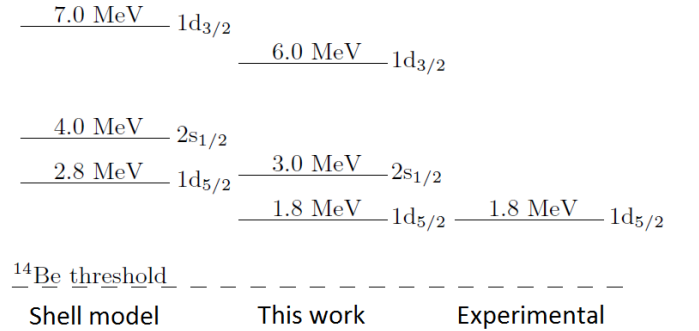 7.0 MeV 1d3/2
6.0 MeV 1d3/2
4.0 MeV 2s1/2
2.8 MeV 1d5/2
3.0 MeV 2s1/2
1.8 MeV 1d5/2
1.8 MeV 1d5/2
14Be threshold
Shell model This work Experimental